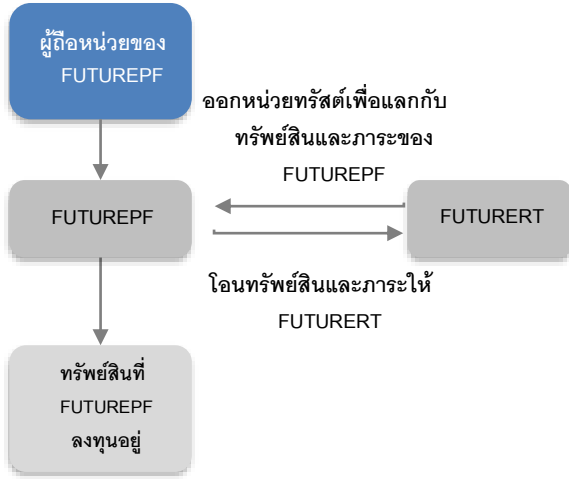 ผู้ถือหน่วยของ
FUTUREPF
ออกหน่วยทรัสต์เพื่อแลกกับ
ทรัพย์สินและภาระของ
FUTUREPF
FUTUREPF
FUTURERT
โอนทรัพย์สินและภาระให้
FUTURERT
ทรัพย์สินที่
FUTUREPF
ลงทุนอยู่